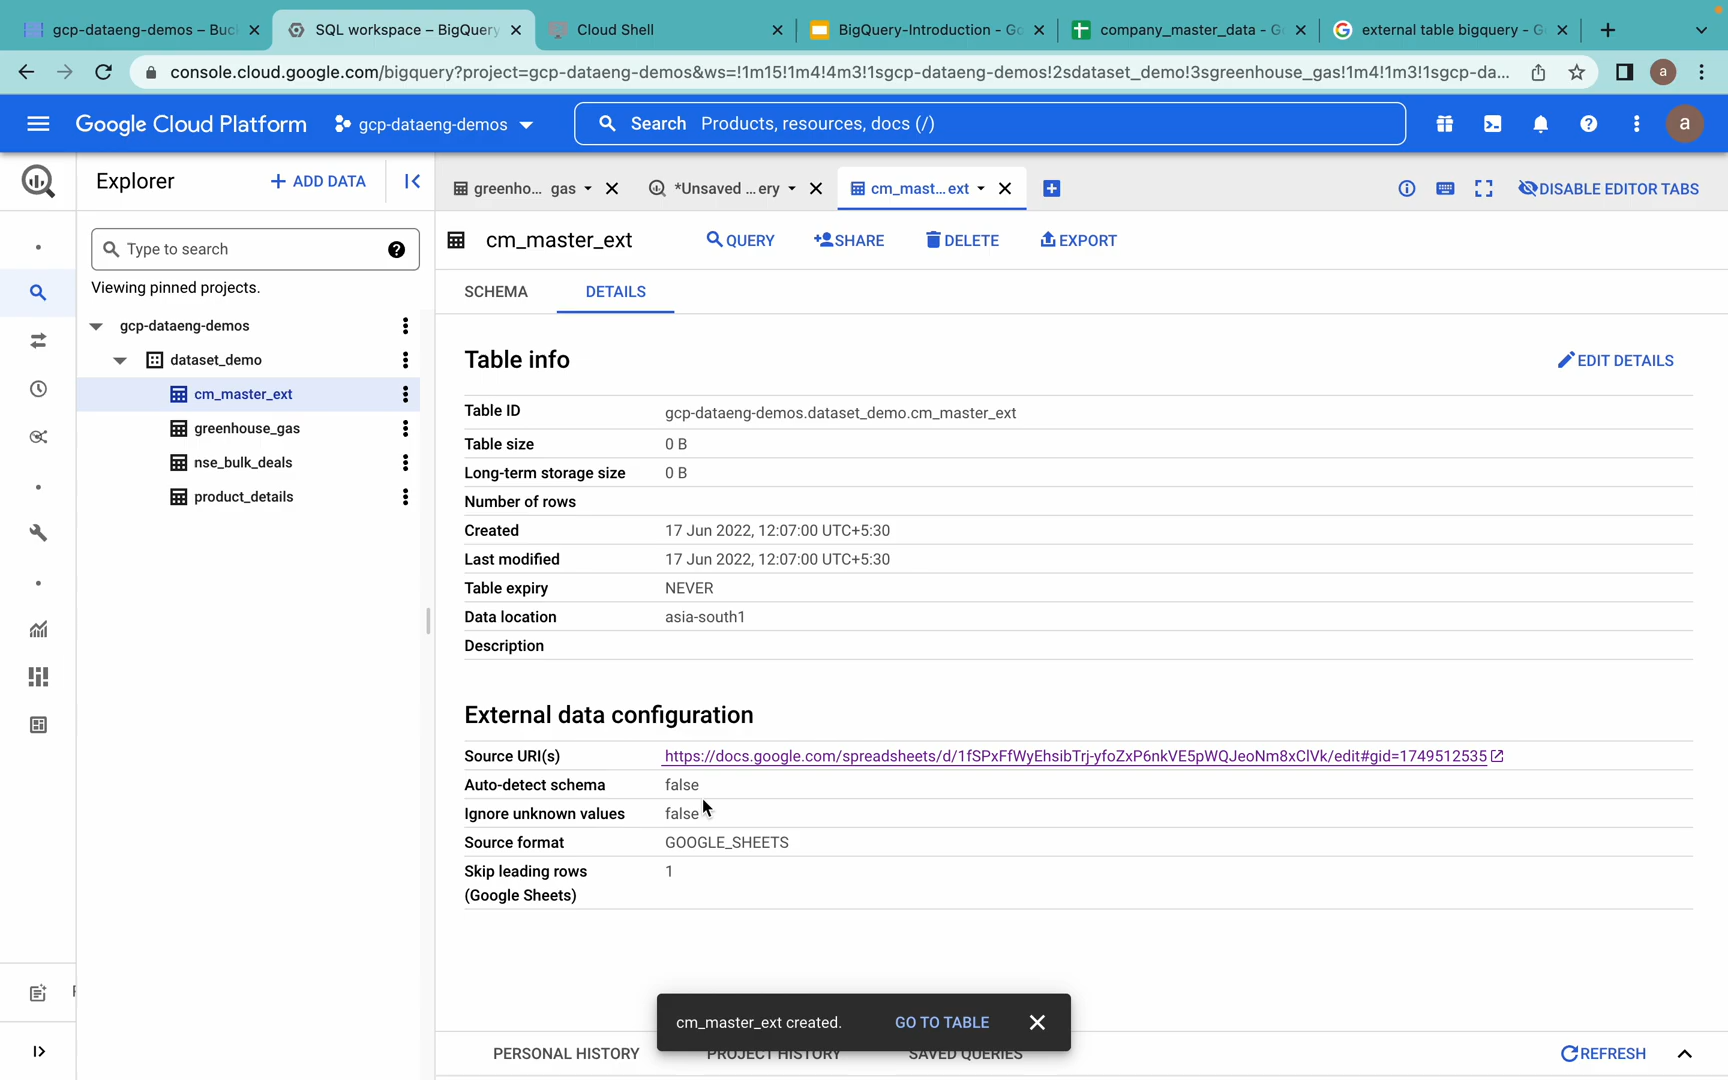 gcp-dataeng-demos – Buc
SQL workspace – BigQuery
Cloud Shell
BigQuery-Introduction - Go
company_master_data - G
external table bigquery - G
console.cloud.google.com/bigquery?project=gcp-dataeng-demos&ws=!1m15!1m4!4m3!1sgcp-dataeng-demos!2sdataset_demo!3sgreenhouse_gas!1m4!1m3!1sgcp-da...
a
Google Cloud Platform
gcp-dataeng-demos
Search Products, resources, docs (/)
a
Explorer
+ ADD DATA
greenho... gas
*Unsaved ...ery
cm_mast...ext
DISABLE EDITOR TABS
Type to search
Viewing pinned projects.
gcp-dataeng-demos
dataset_demo
cm_master_ext
greenhouse_gas
nse_bulk_deals
product_details
cm_master_ext
QUERY
SHARE
DELETE
EXPORT
SCHEMA
DETAILS
Table info
EDIT DETAILS
Table ID gcp-dataeng-demos.dataset_demo.cm_master_ext
Table size 0 B
Long-term storage size 0 B
Number of rows
Created 17 Jun 2022, 12:07:00 UTC+5:30
Last modified 17 Jun 2022, 12:07:00 UTC+5:30
Table expiry NEVER
Data location asia-south1
Description
External data configuration
Source URI(s) https://docs.google.com/spreadsheets/d/1fSPxFfWyEhsibTrj-yfoZxP6nkVE5pWQJeoNm8xClVk/edit#gid=1749512535
Auto-detect schema false
Ignore unknown values false
Source format GOOGLE_SHEETS
Skip leading rows 1
(Google Sheets)
cm_master_ext created.
GO TO TABLE
PERSONAL HISTORY
PROJECT HISTORY
SAVED QUERIES
REFRESH